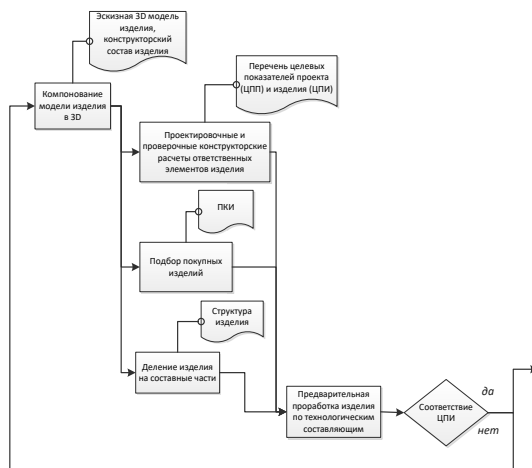 Эскизная 3D модель
изделия,
конструкторский
состав изделия
Перечень целевых
показателей проекта
(ЦПП) и изделия (ЦПИ)
Компонование
модели изделия
в 3D
Проектировочные и
проверочные конструкторские
расчеты ответственных
элементов изделия
ПКИ
Подбор покупных
изделий
Структура
изделия
Деление изделия
на составные части
Предварительная
проработка изделия
по технологическим
составляющим
Соответствие
ЦПИ
да
нет